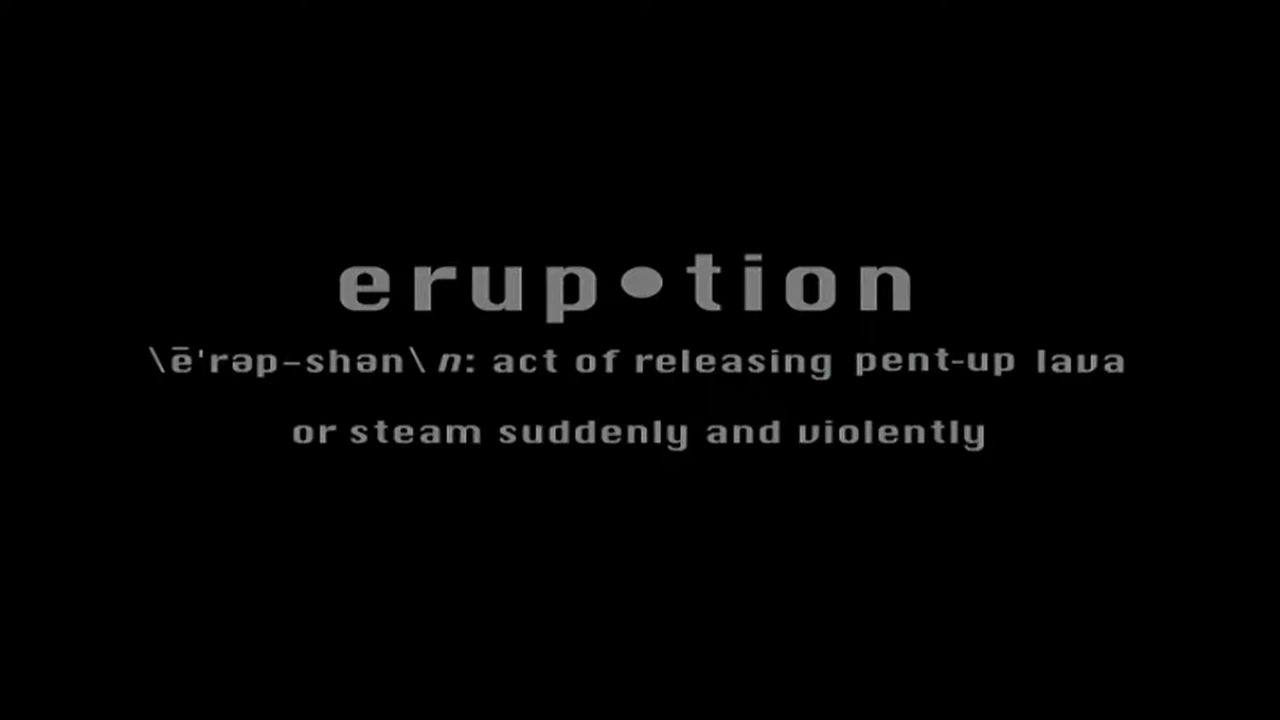 erup•tion
\ē'rəp-shən\ n: act of releasing pent-up lava
or steam suddenly and violently